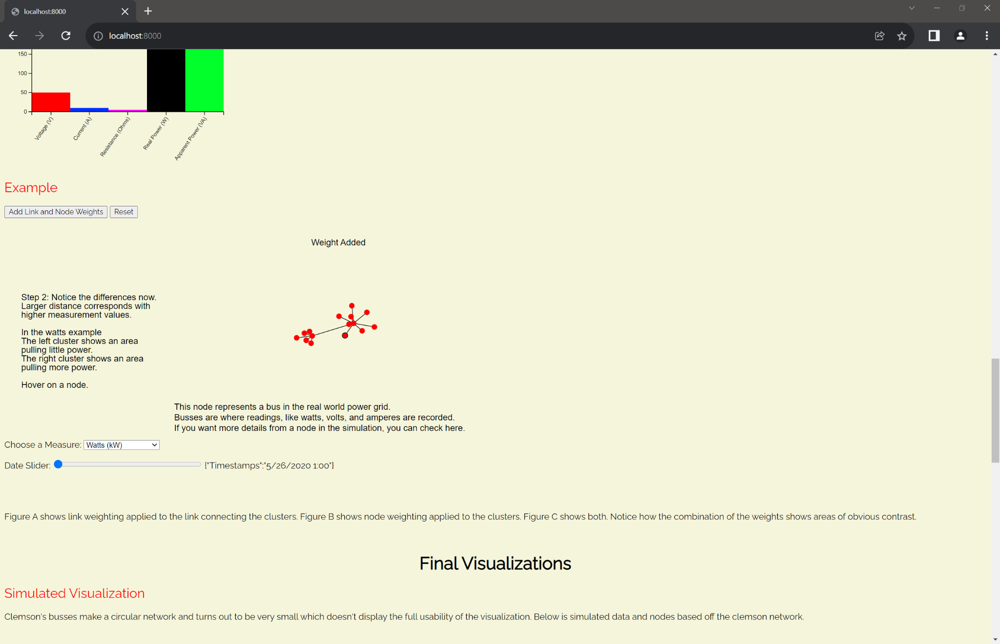 localhost:8000
localhost:8000
150
100
50
0
Voltage (V)
Current (A)
Resistance (Ohms)
Real Power (W)
Apparent Power (VA)
Example
Add Link and Node Weights Reset
Weight Added
Step 2: Notice the differences now.
Larger distance corresponds with
higher measurement values.
In the watts example
The left cluster shows an area
pulling little power.
The right cluster shows an area
pulling more power.
Hover on a node.
This node represents a bus in the real world power grid.
Busses are where readings, like watts, volts, and amperes are recorded.
If you want more details from a node in the simulation, you can check here.
Choose a Measure: Watts (kW)
Date Slider: {"Timestamps":"5/26/2020 1:00"}
Figure A shows link weighting applied to the link connecting the clusters. Figure B shows node weighting applied to the clusters. Figure C shows both. Notice how the combination of the weights shows areas of obvious contrast.
Final Visualizations
Simulated Visualization
Clemson's busses make a circular network and turns out to be very small which doesn't display the full usability of the visualization. Below is simulated data and nodes based off the clemson network.